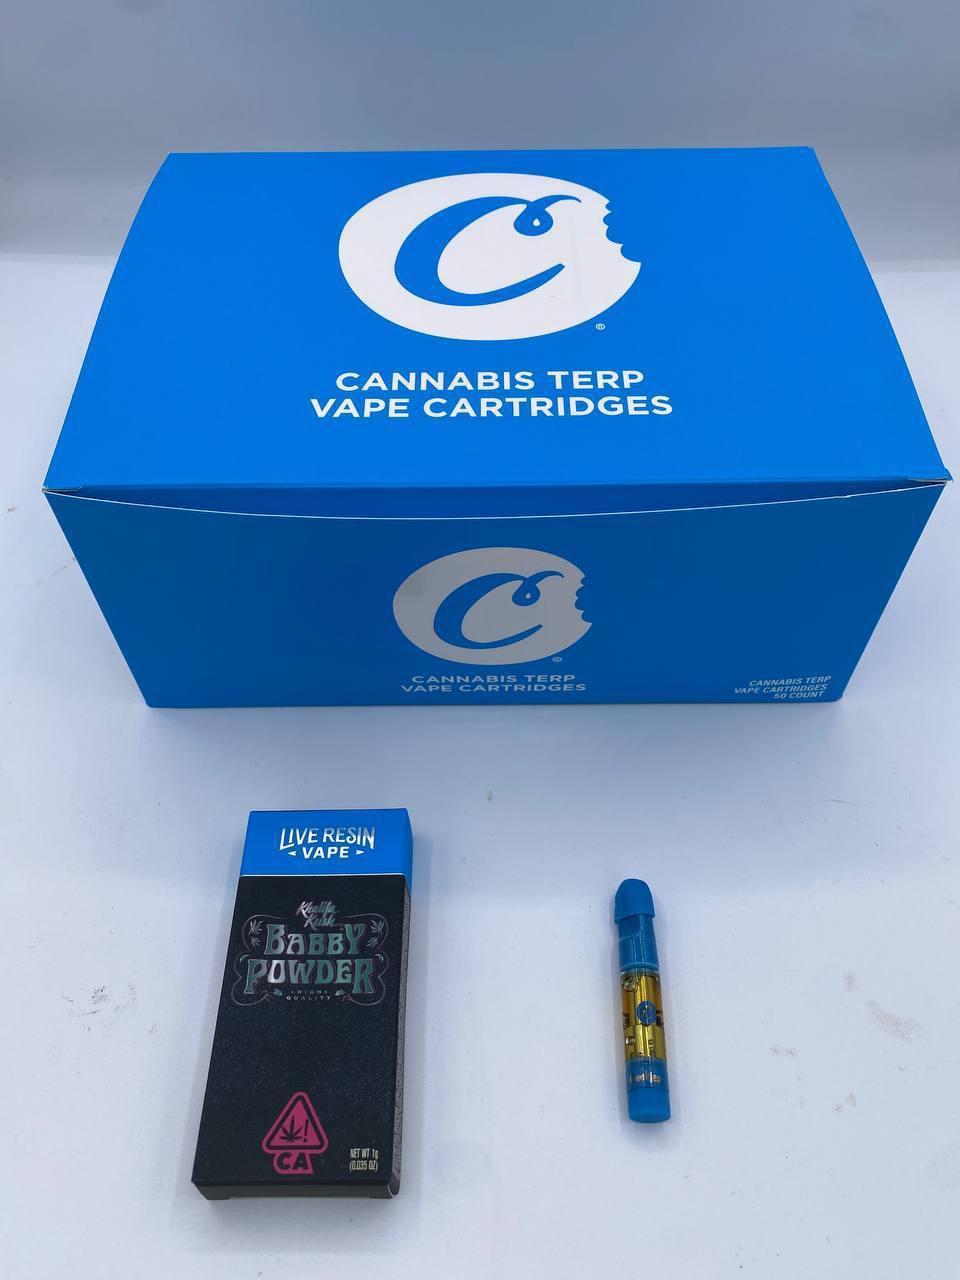 C
®
CANNABIS TERP
VAPE CARTRIDGES
C
®
CANNABIS TERP
VAPE CARTRIDGES
CANNABIS TERP
VAPE CARTRIDGES
50 COUNT
LIVE RESIN
VAPE
Khalifa
Kush
BABBY
POWDER
HIGH
QUALITY
!
CA
NET WT 1g
(0.035 OZ)
C